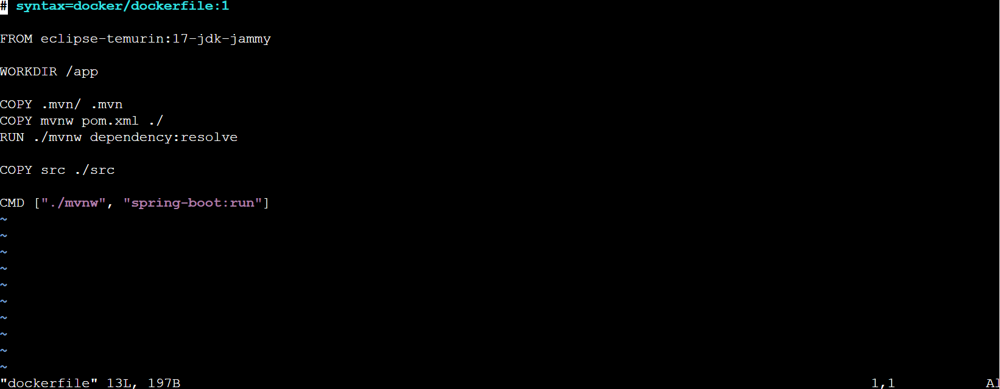 # syntax=docker/dockerfile:1
FROM eclipse-temurin:17-jdk-jammy
WORKDIR /app
COPY .mvn/ .mvn
COPY mvnw pom.xml ./
RUN ./mvnw dependency:resolve
COPY src ./src
CMD ["./mvnw", "spring-boot:run"]
~
~
~
~
~
~
~
~
~
~
"dockerfile" 13L, 197B 1,1 Al